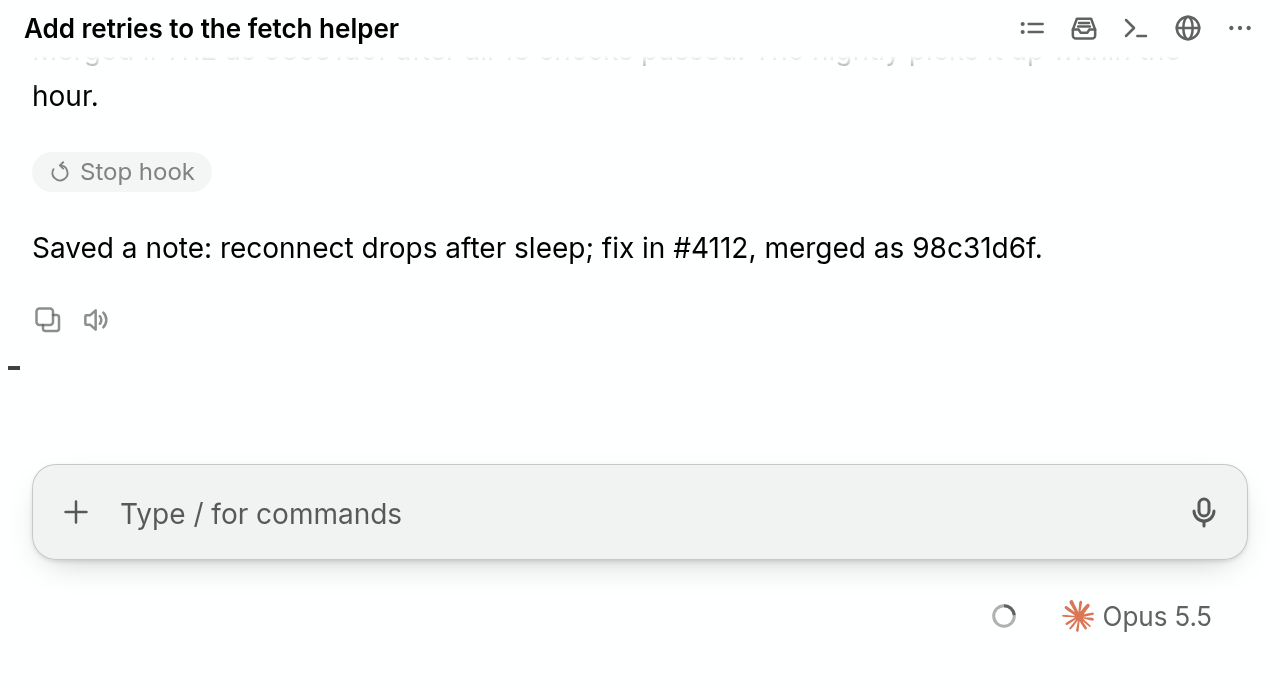 Add retries to the fetch helper
hour.
Stop hook
Saved a note: reconnect drops after sleep; fix in #4112, merged as 98c31d6f.
Type / for commands
Opus 5.5